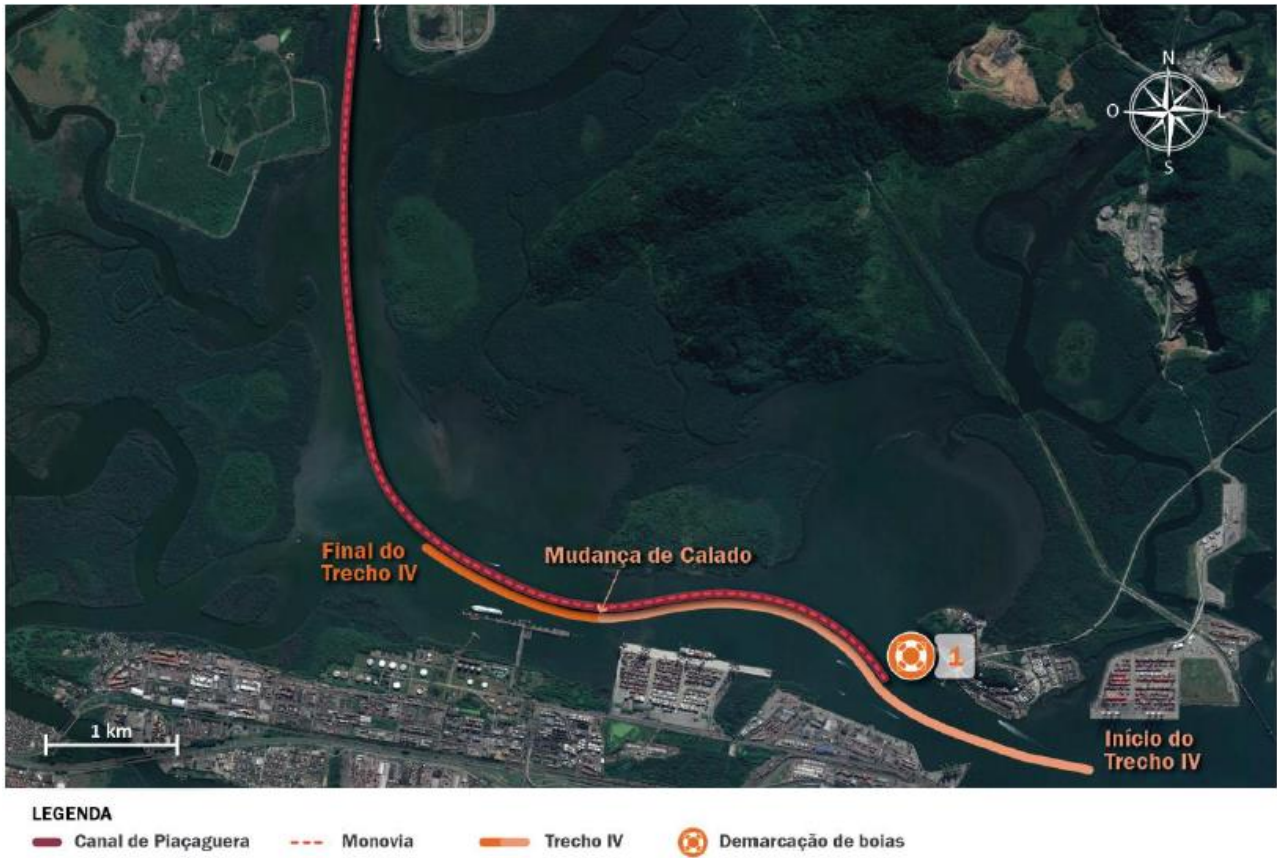 N
O
L
S
Final do
Trecho IV
Mudança de Calado
1
1 km
Início do
Trecho IV
LEGENDA
Canal de Piaçaguera
Monovia
Trecho IV
Demarcação de boias